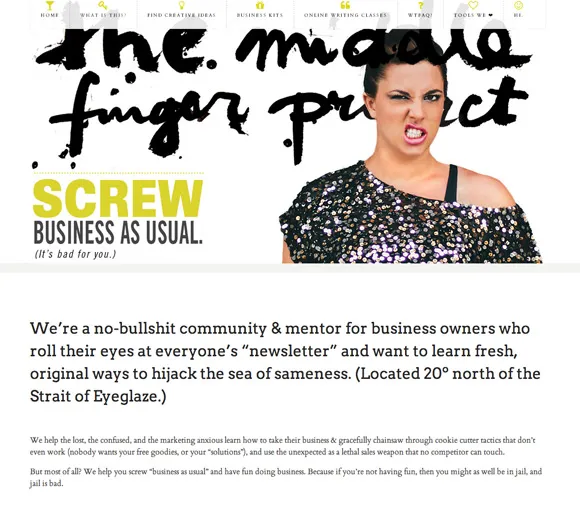 HOME WHAT IS THIS? FIND CREATIVE IDEAS BUSINESS KITS ONLINE WRITING CLASSES WTFAQ? TOOLS WE ❤ HI.
the middle
finger project
SCREW
BUSINESS AS USUAL.
(It's bad for you.)
We're a no-bullshit community & mentor for business owners who
roll their eyes at everyone's “newsletter” and want to learn fresh,
original ways to hijack the sea of sameness. (Located 20° north of the
Strait of Eyeglaze.)
We help the lost, the confused, and the marketing anxious learn how to take their business & gracefully chainsaw through cookie cutter tactics that don't
even work (nobody wants your free goodies, or your “solutions”), and use the unexpected as a lethal sales weapon that no competitor can touch.
But most of all? We help you screw “business as usual” and have fun doing business. Because if you're not having fun, then you might as well be in jail, and
jail is bad.